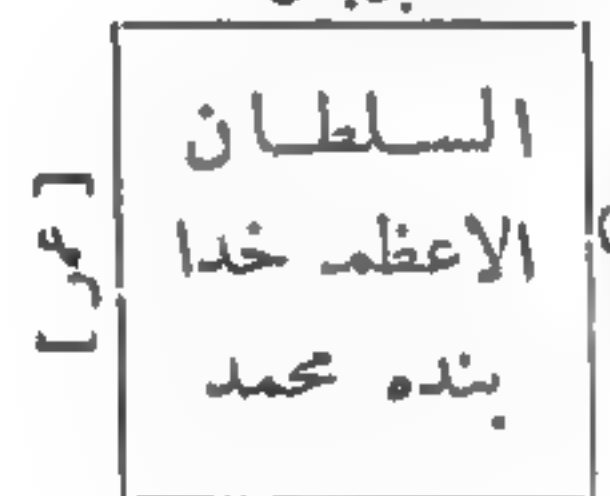 السلطان
الاعظم خدا
بنده محمد